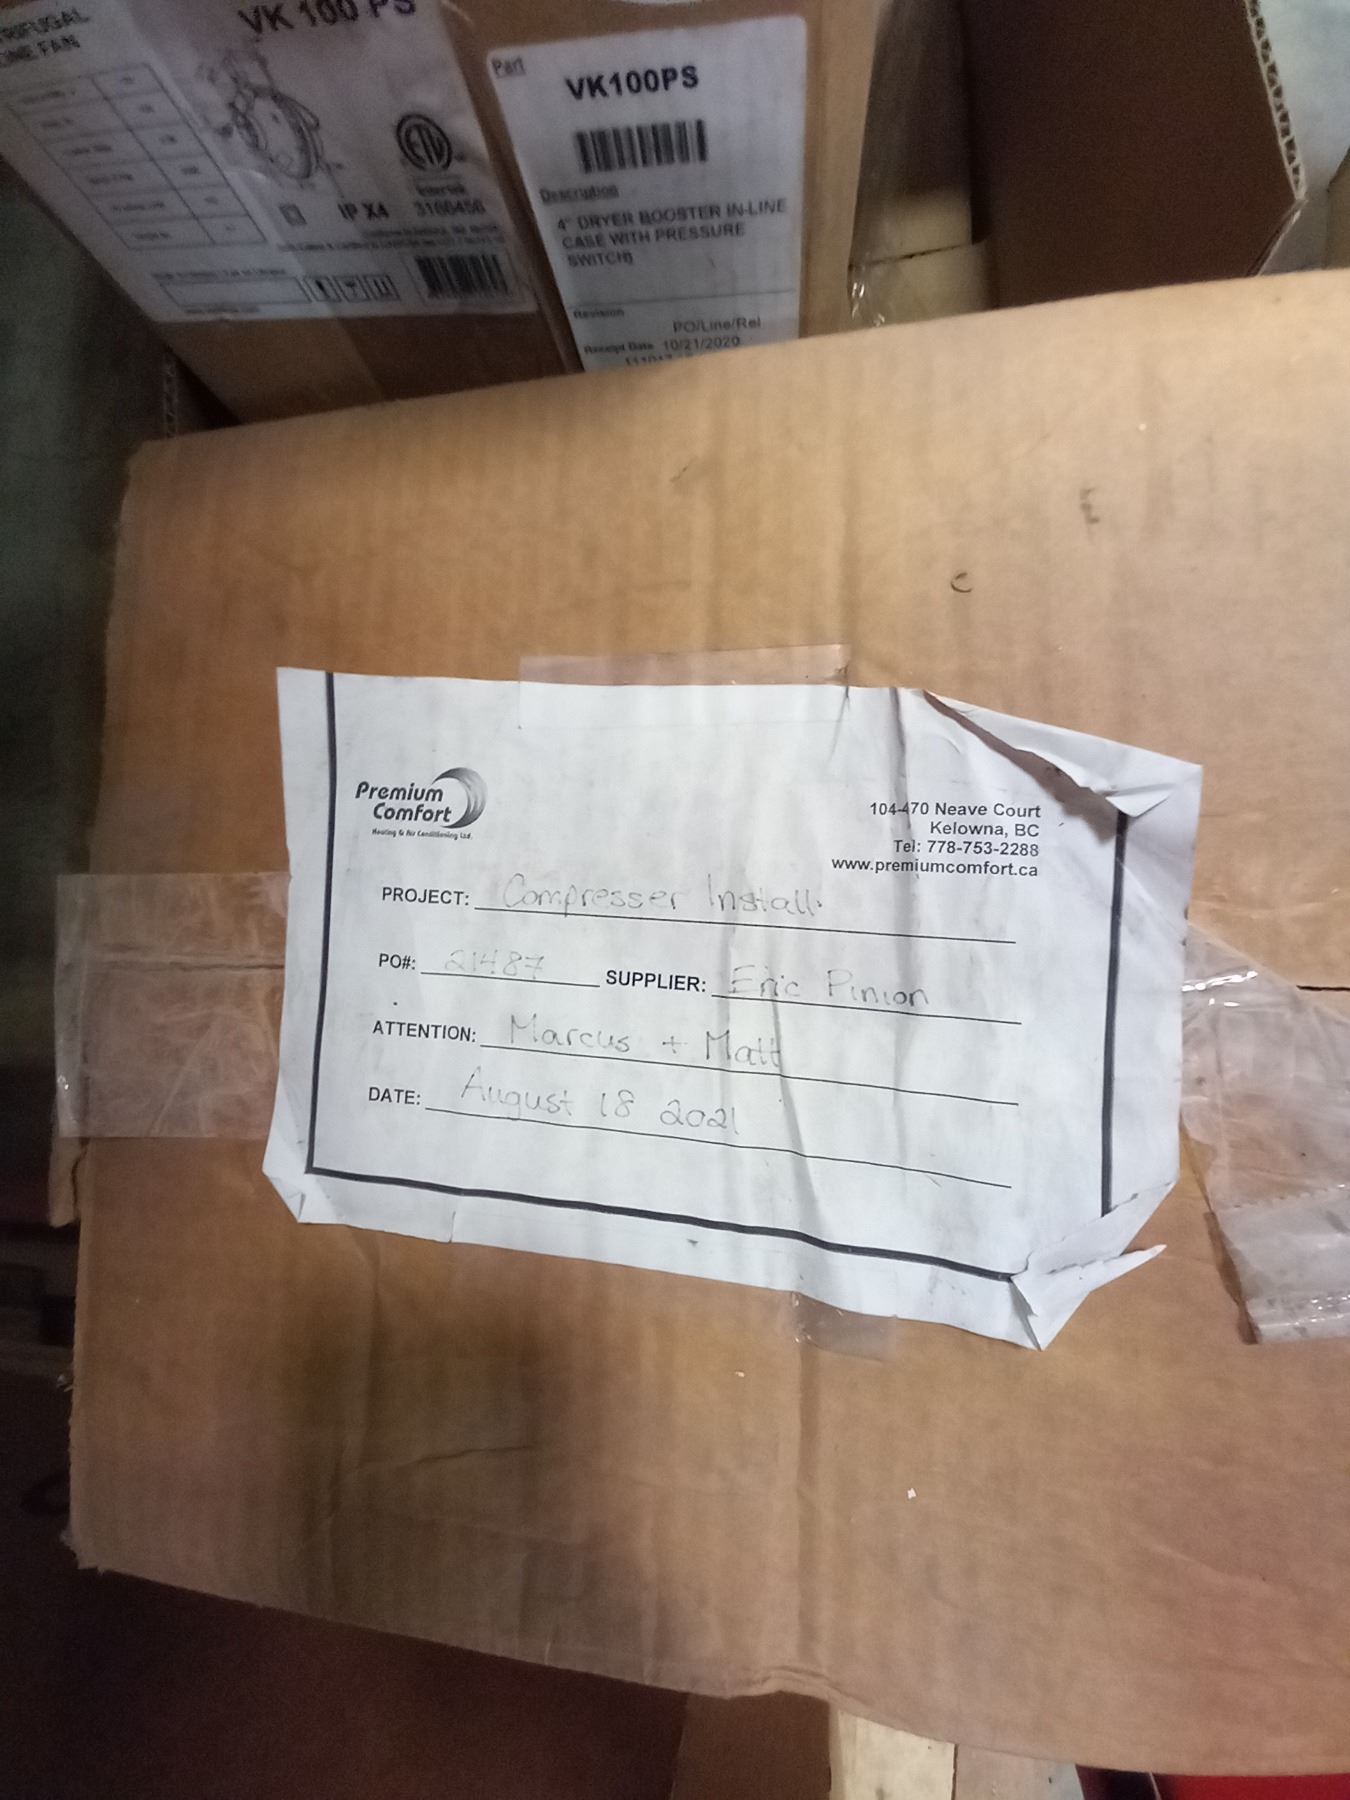 VK 100 PS
IP X4
Intertek
3186456
Part
VK100PS
Description
4" DRYER BOOSTER IN-LINE
CASE WITH PRESSURE
SWITCH)
Revision
PO/Line/Rel
Receipt Date 10/21/2020
Premium
Comfort
Heating & Air Conditioning Ltd.
104-470 Neave Court
Kelowna, BC
Tel: 778-753-2288
www.premiumcomfort.ca
PROJECT: Compresser Install.
PO#: 21487 SUPPLIER: Eric Pinion
ATTENTION: Marcus + Matt
DATE: August 18 2021